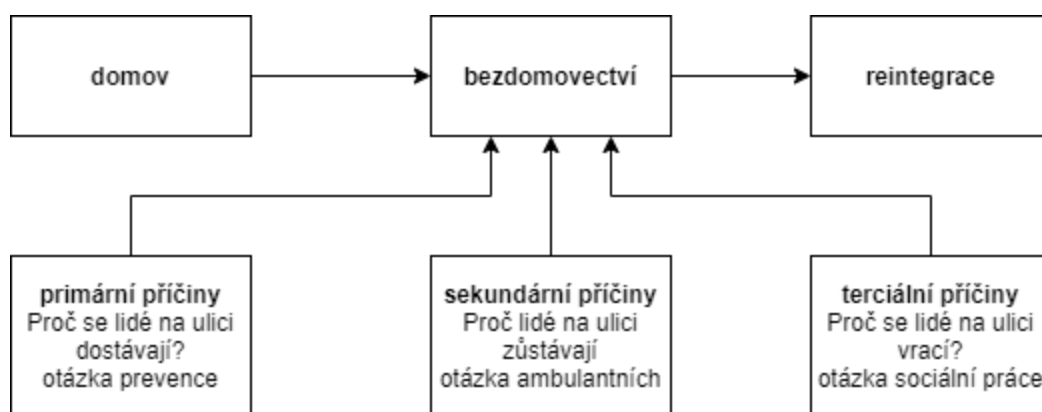 domov
bezdomovectví
reintegrace
primární příčiny
Proč se lidé na ulici
dostávají?
otázka prevence
sekundární příčiny
Proč lidé na ulici
zůstávají
otázka ambulantních
terciální příčiny
Proč se lidé na ulici
vrací?
otázka sociální práce